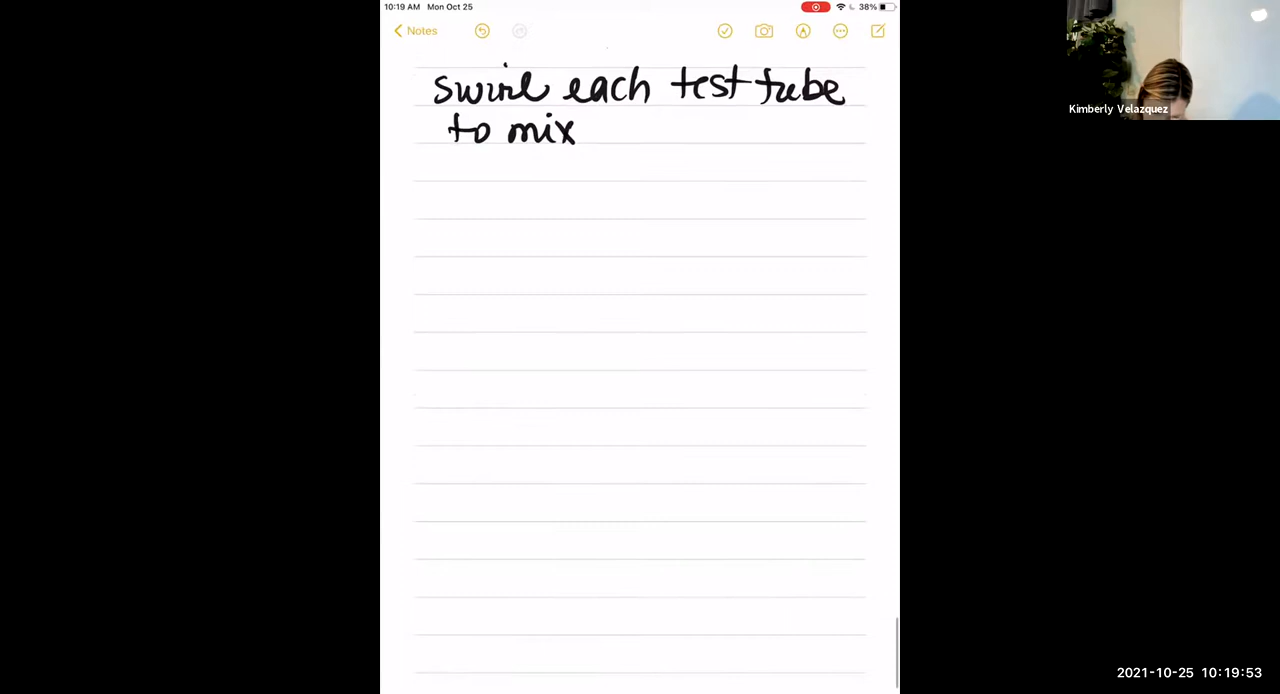 10:19 AM Mon Oct 25
38%
Notes
swirl each test tube
to mix
Kimberly Velazquez
2021-10-25 10:19:53